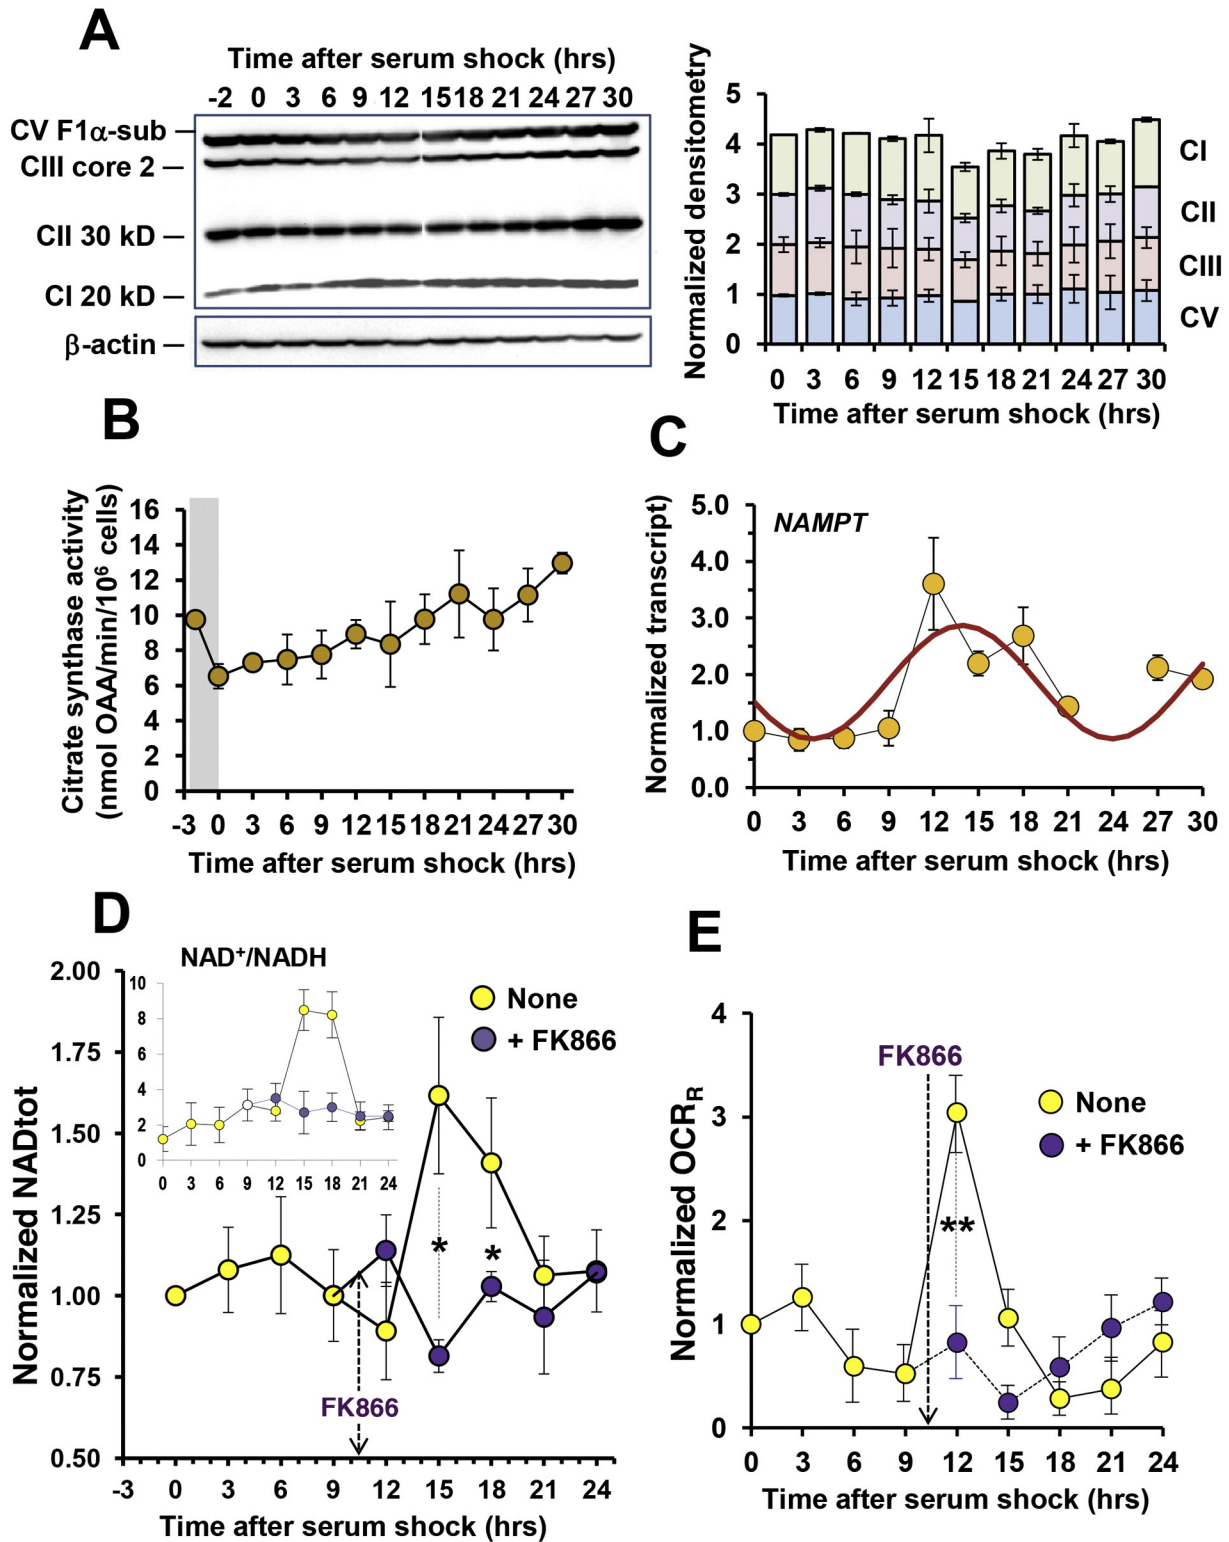 A
Time after serum shock (hrs)
-2 0 3 6 9 12 15 18 21 24 27 30
CV F1α-sub
CIII core 2
CII 30 kD
CI 20 kD
β-actin
Normalized densitometry
5
4
3
2
1
0
CI
CII
CIII
CV
0 3 6 9 12 15 18 21 24 27 30
Time after serum shock (hrs)
B
Citrate synthase activity
(nmol OAA/min/10⁶ cells)
16
14
12
10
8
6
4
2
0
-3 0 3 6 9 12 15 18 21 24 27 30
Time after serum shock (hrs)
C
Normalized transcript)
NAMPT
5.0
4.0
3.0
2.0
1.0
0.0
0 3 6 9 12 15 18 21 24 27 30
Time after serum shock (hrs)
D
NAD⁺/NADH
10
8
6
4
2
0
0 3 6 9 12 15 18 21 24
None
+ FK866
Normalized NADtot
2.00
1.75
1.50
1.25
1.00
0.75
0.50
*
*
FK866
-3 0 3 6 9 12 15 18 21 24
Time after serum shock (hrs)
E
Normalized OCR_R
4
3
2
1
0
FK866
None
+ FK866
**
0 3 6 9 12 15 18 21 24
Time after serum shock (hrs)